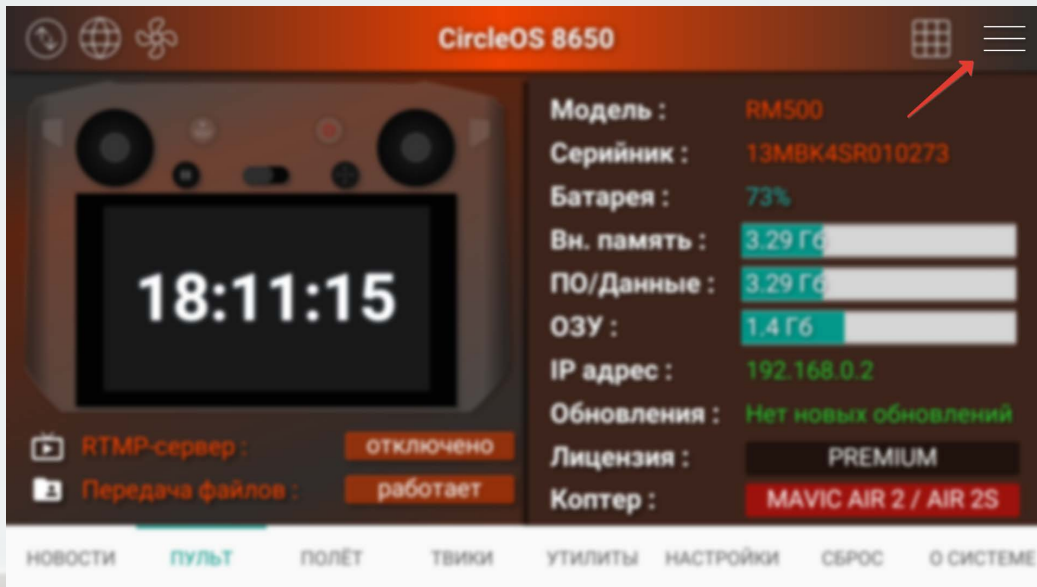 CircleOS 8650
18:11:15
RTMP-сервер : отключено
Передача файлов : работает
Модель : RM500
Серийник : 13MBK4SR010273
Батарея : 73%
Вн. память : 3.29 Гб
ПО/Данные : 3.29 Гб
ОЗУ : 1.4 Гб
IP адрес : 192.168.0.2
Обновления : Нет новых обновлений
Лицензия : PREMIUM
Коптер : MAVIC AIR 2 / AIR 2S
НОВОСТИ ПУЛЬТ ПОЛЁТ ТВИКИ УТИЛИТЫ НАСТРОЙКИ СБРОС О СИСТЕМЕ